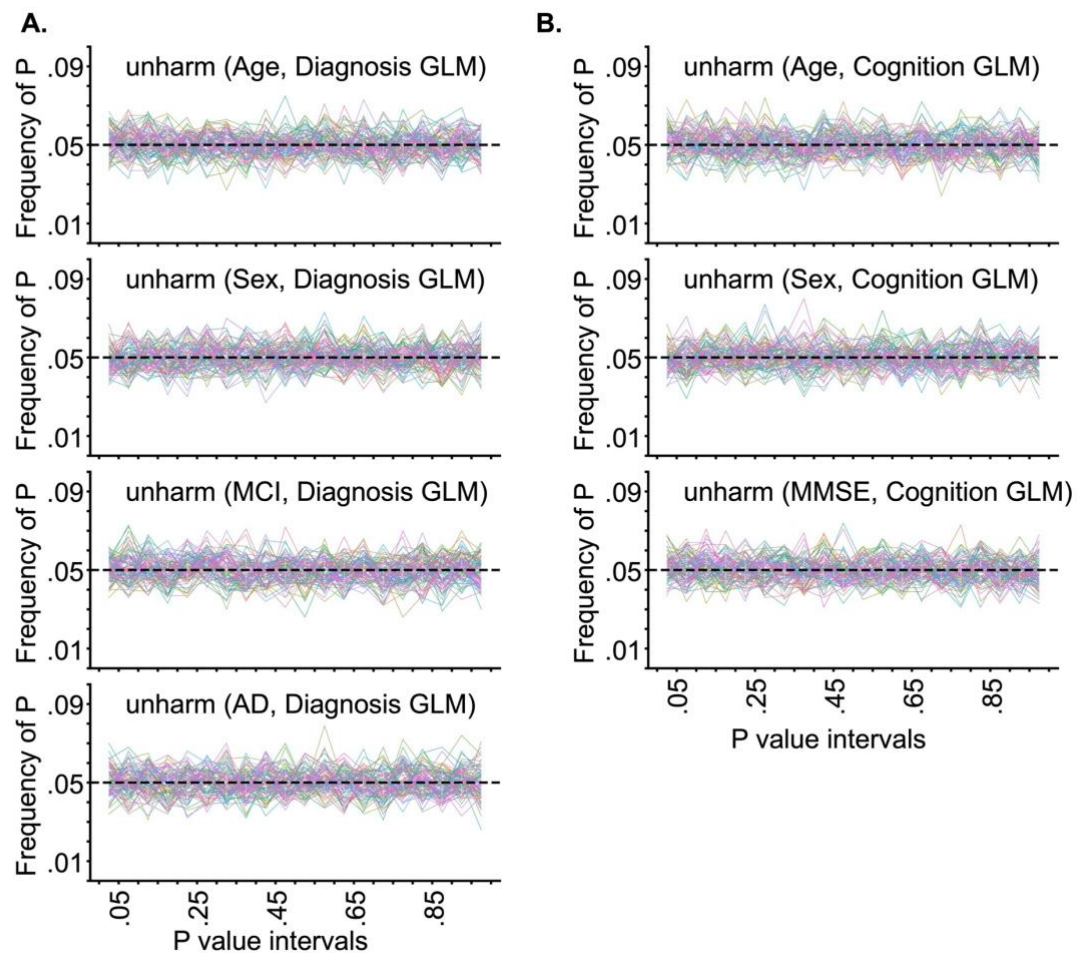 A.
unharm (Age, Diagnosis GLM)
Frequency of P
.09
.05
.01
unharm (Sex, Diagnosis GLM)
Frequency of P
.09
.05
.01
unharm (MCI, Diagnosis GLM)
Frequency of P
.09
.05
.01
unharm (AD, Diagnosis GLM)
Frequency of P
.09
.05
.01
.05 .25 .45 .65 .85
P value intervals
B.
unharm (Age, Cognition GLM)
Frequency of P
.09
.05
.01
unharm (Sex, Cognition GLM)
Frequency of P
.09
.05
.01
unharm (MMSE, Cognition GLM)
Frequency of P
.09
.05
.01
.05 .25 .45 .65 .85
P value intervals